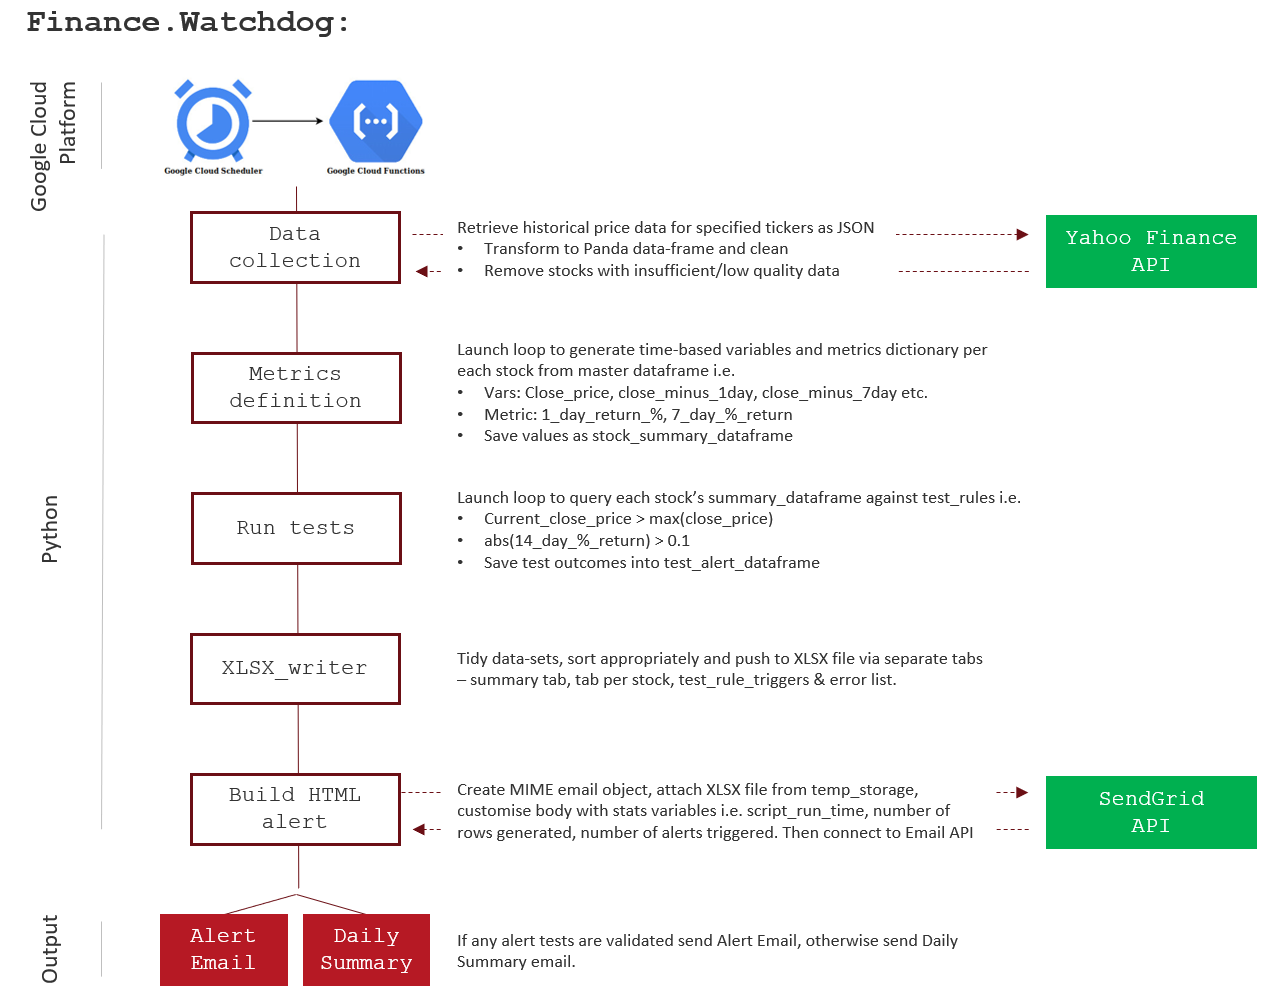 Finance.Watchdog:
Google Cloud
Platform
Google Cloud Scheduler
Google Cloud Functions
Python
Data
collection
Retrieve historical price data for specified tickers as JSON
• Transform to Panda data-frame and clean
• Remove stocks with insufficient/low quality data
Yahoo Finance
API
Metrics
definition
Launch loop to generate time-based variables and metrics dictionary per
each stock from master dataframe i.e.
• Vars: Close_price, close_minus_1day, close_minus_7day etc.
• Metric: 1_day_return_%, 7_day_%_return
• Save values as stock_summary_dataframe
Run tests
Launch loop to query each stock’s summary_dataframe against test_rules i.e.
• Current_close_price > max(close_price)
• abs(14_day_%_return) > 0.1
• Save test outcomes into test_alert_dataframe
XLSX_writer
Tidy data-sets, sort appropriately and push to XLSX file via separate tabs
– summary tab, tab per stock, test_rule_triggers & error list.
Build HTML
alert
Create MIME email object, attach XLSX file from temp_storage,
customise body with stats variables i.e. script_run_time, number of
rows generated, number of alerts triggered. Then connect to Email API
SendGrid
API
Output
Alert
Email
Daily
Summary
If any alert tests are validated send Alert Email, otherwise send Daily
Summary email.